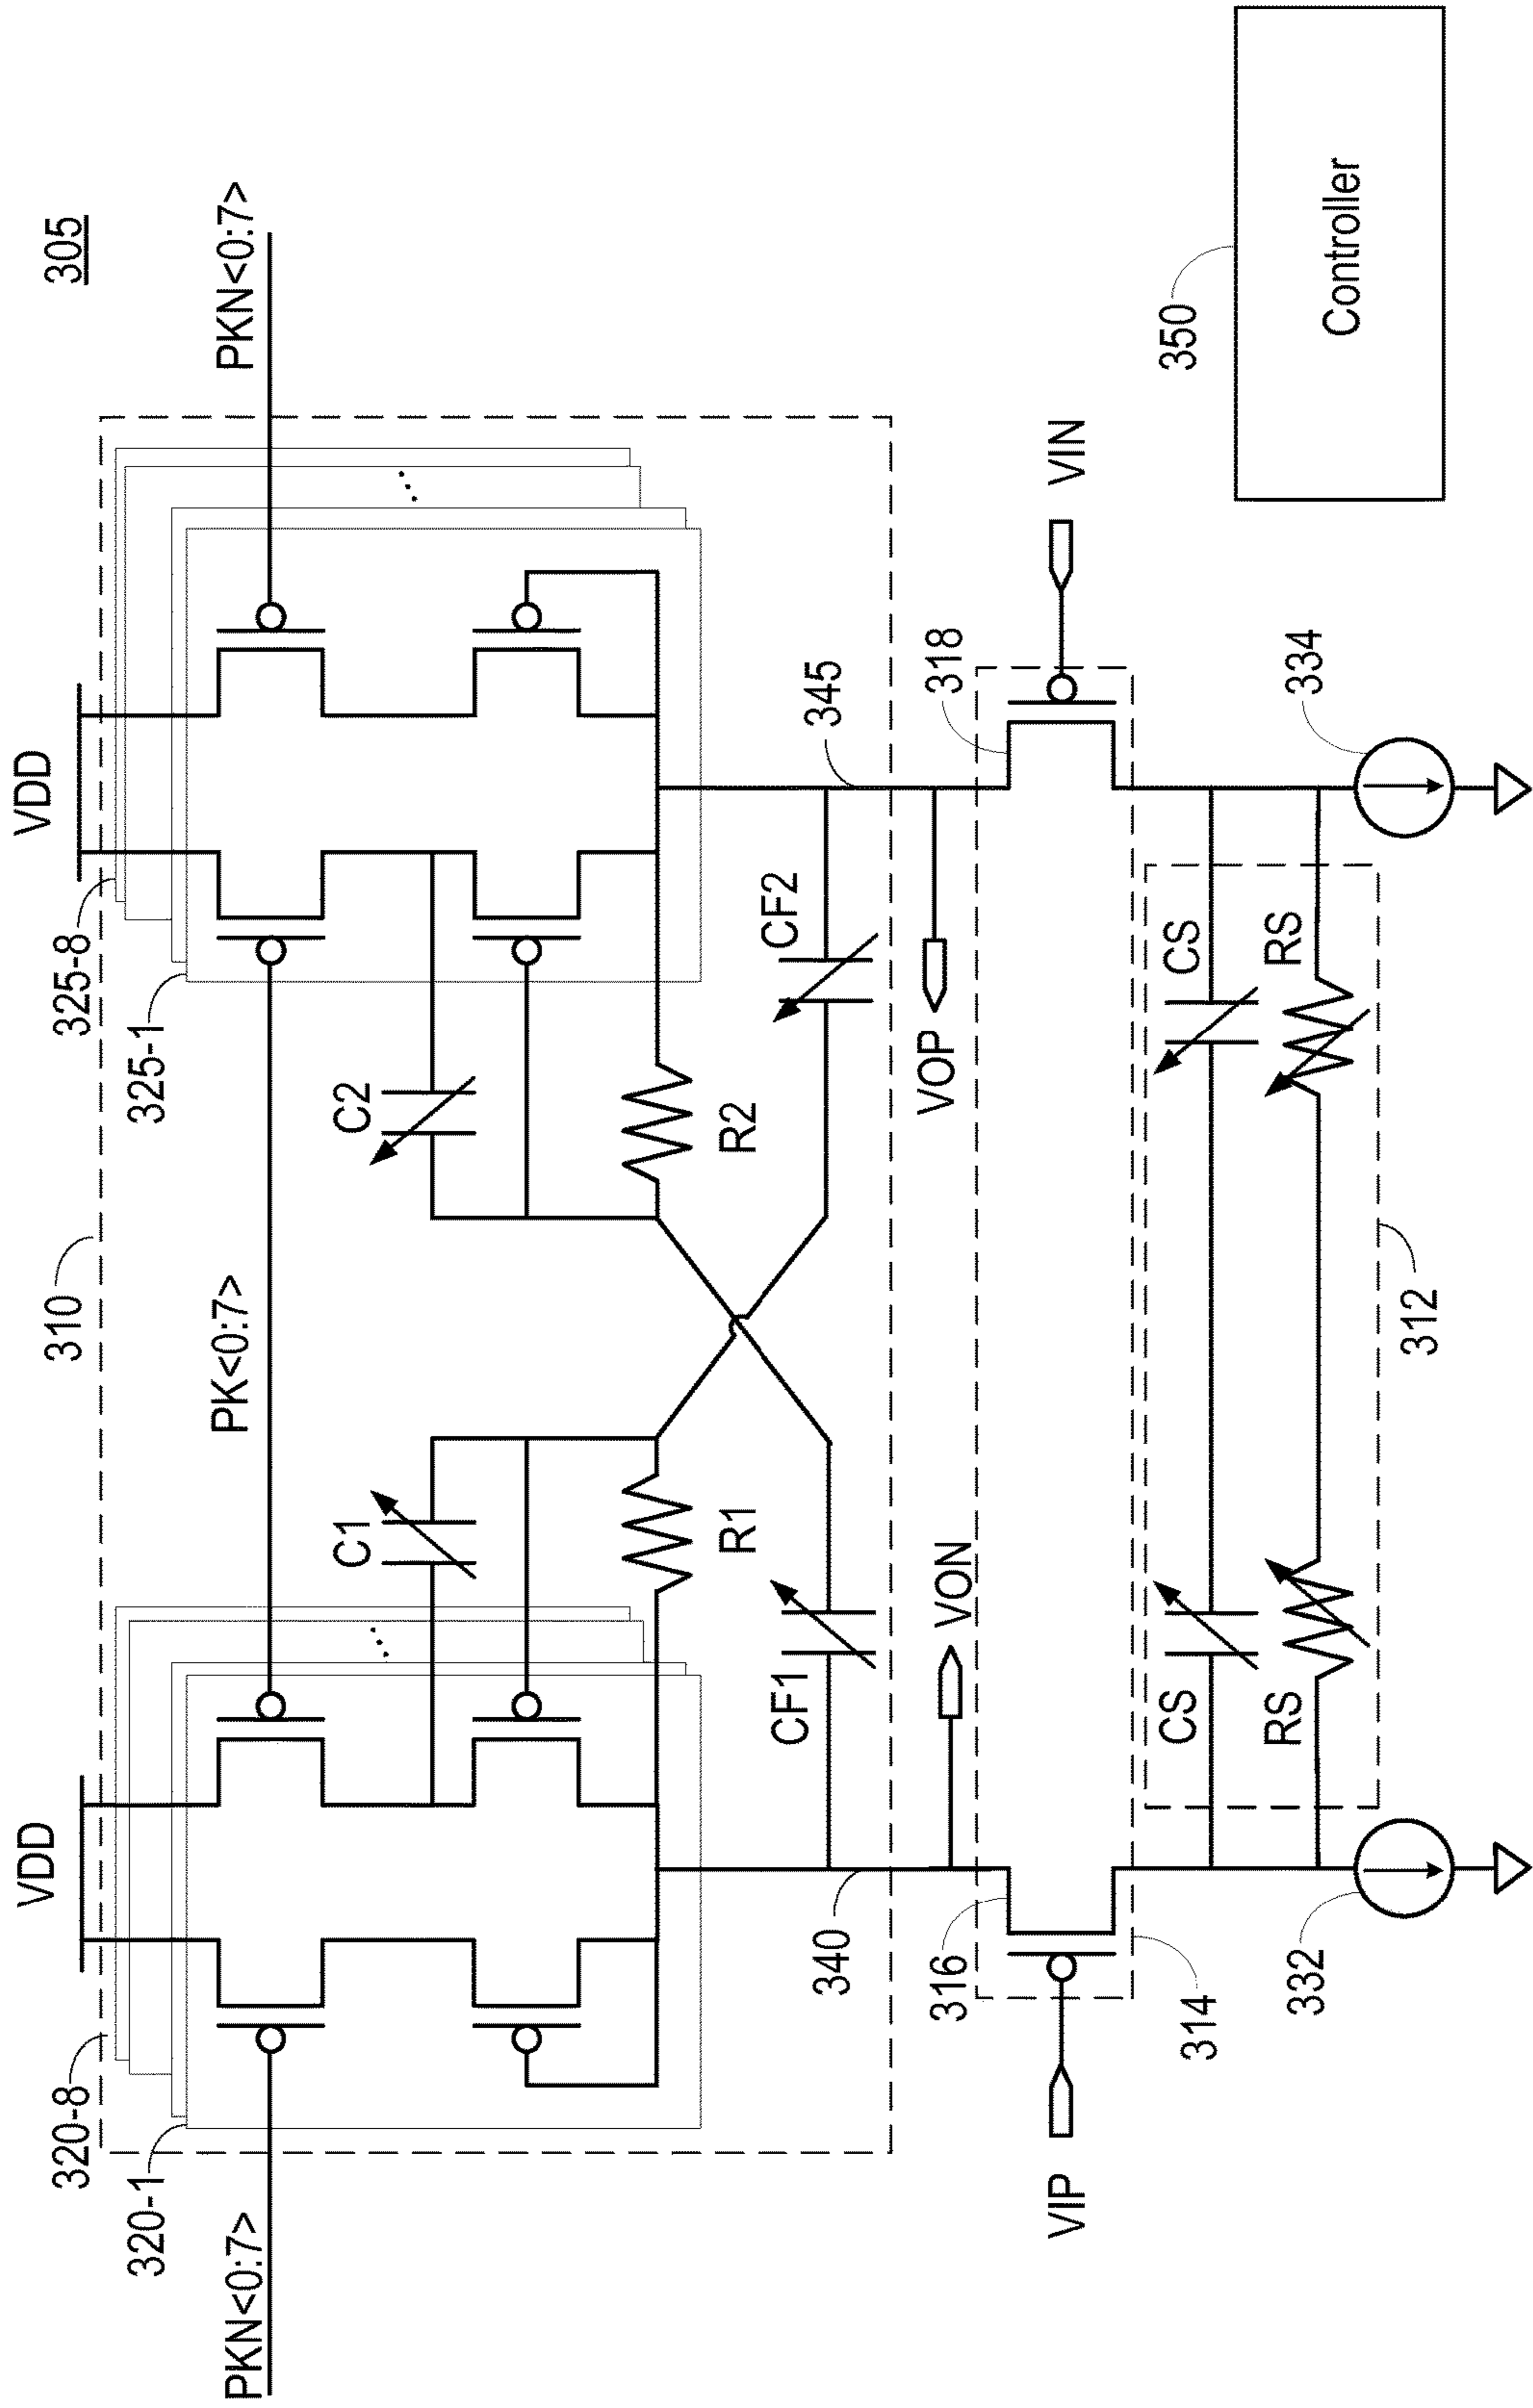 305
310
VDD
VDD
320-8
320-1
325-8
325-1
PKN<0:7>
PK<0:7>
PKN<0:7>
C1
C2
R1
R2
CF1
CF2
340
345
VON
VOP
316
318
VIP
VIN
314
CS
CS
RS
RS
332
312
334
350
Controller